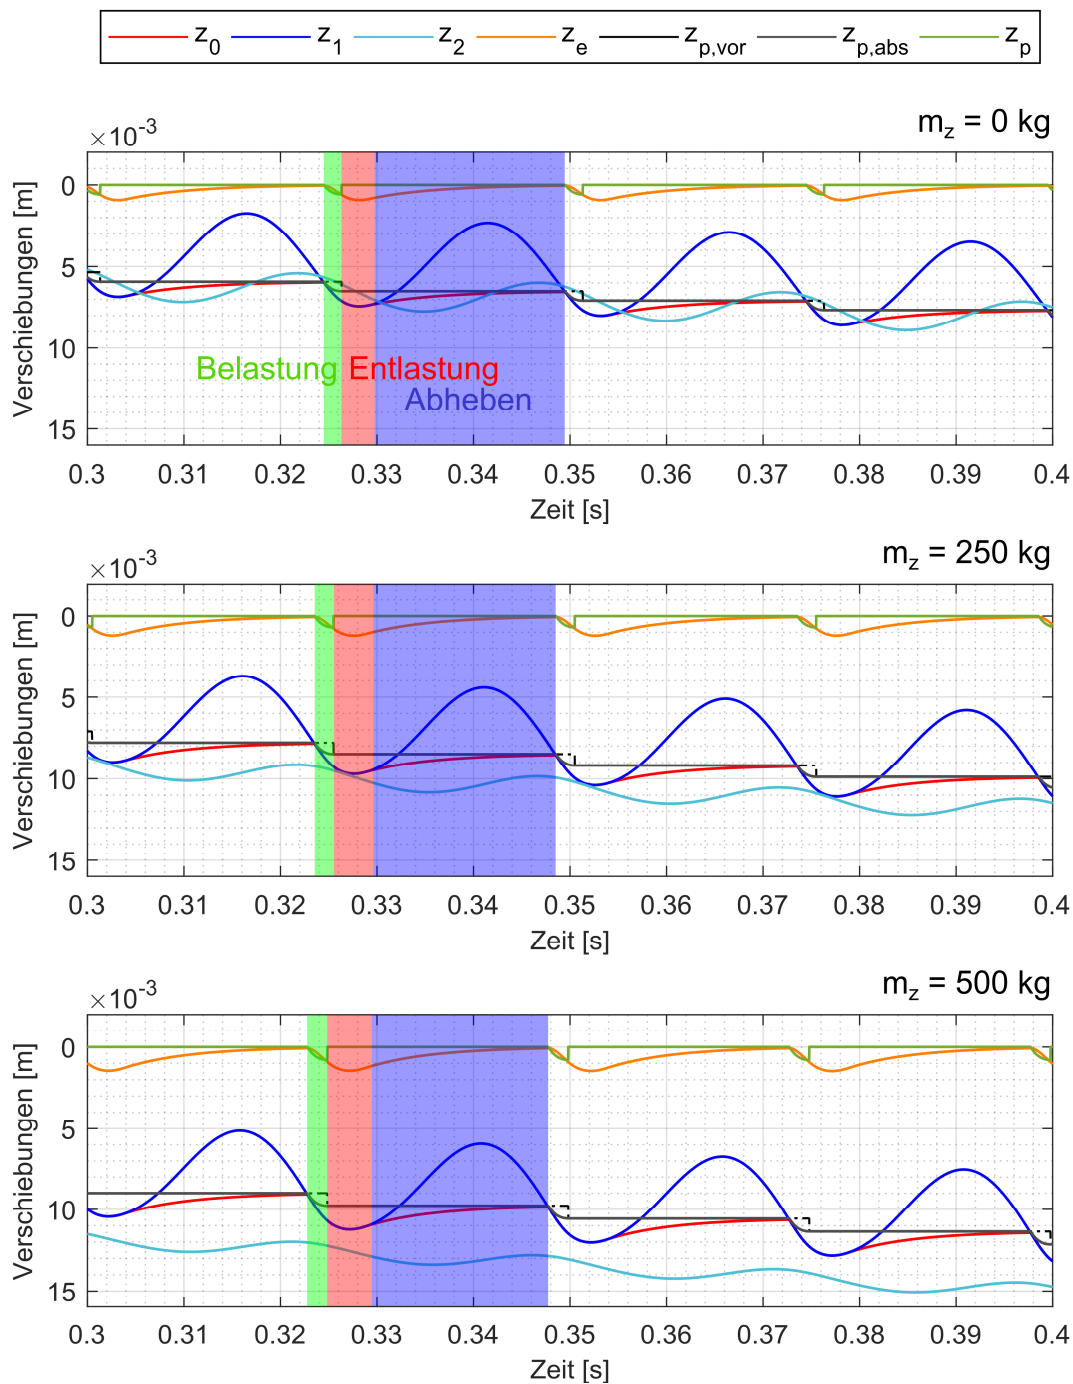 z0 z1 z2 ze zp,vor zp,abs zp
×10-3
mz = 0 kg
Verschiebungen [m]
0
5
10
15
Belastung Entlastung
Abheben
0.3 0.31 0.32 0.33 0.34 0.35 0.36 0.37 0.38 0.39 0.4
Zeit [s]
×10-3
mz = 250 kg
Verschiebungen [m]
0
5
10
15
0.3 0.31 0.32 0.33 0.34 0.35 0.36 0.37 0.38 0.39 0.4
Zeit [s]
×10-3
mz = 500 kg
Verschiebungen [m]
0
5
10
15
0.3 0.31 0.32 0.33 0.34 0.35 0.36 0.37 0.38 0.39 0.4
Zeit [s]